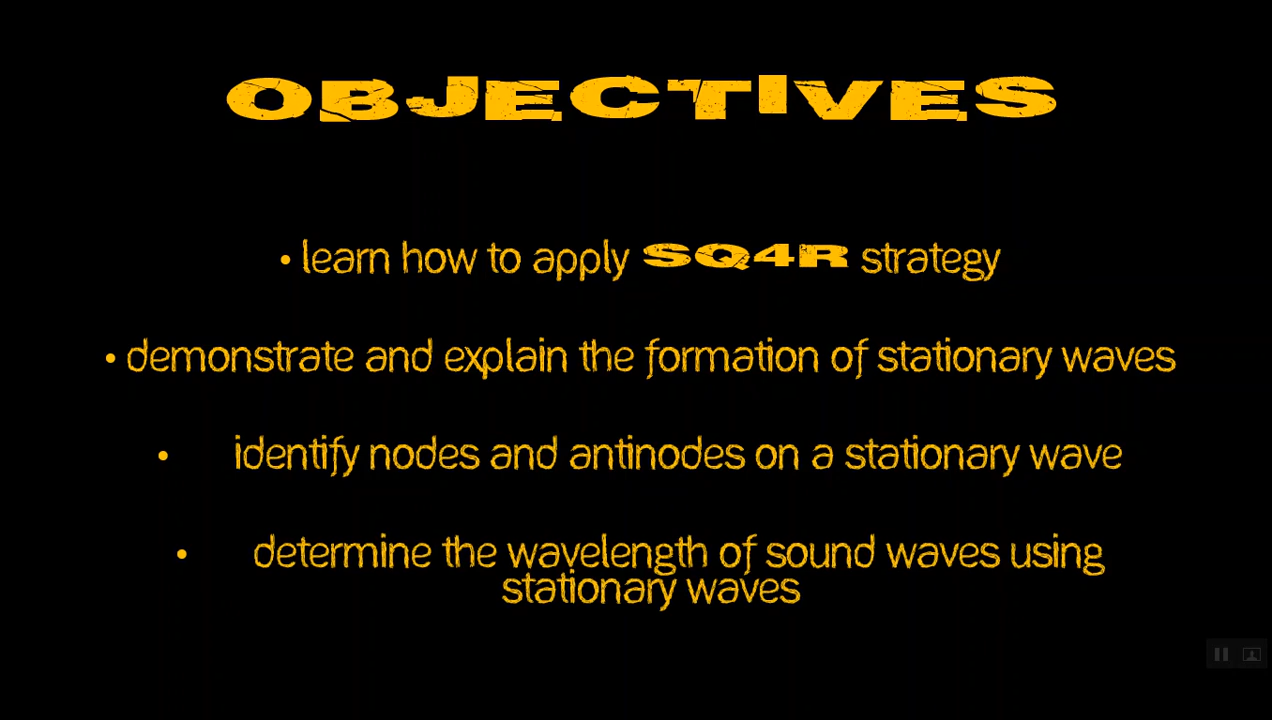 OBJECTIVES
• learn how to apply SQ4R strategy
• demonstrate and explain the formation of stationary waves
• identify nodes and antinodes on a stationary wave
• determine the wavelength of sound waves using
stationary waves